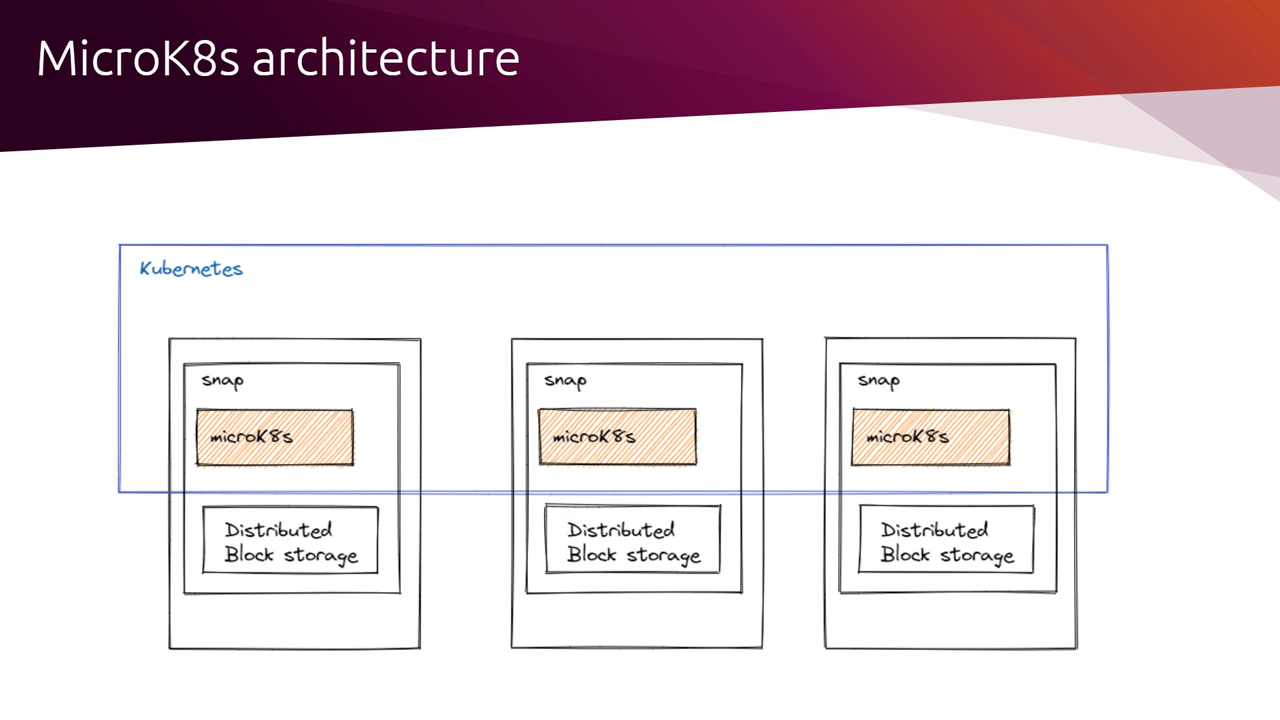 MicroK8s architecture
Kubernetes
snap
microK8s
Distributed
Block storage
snap
microK8s
Distributed
Block storage
snap
microK8s
Distributed
Block storage